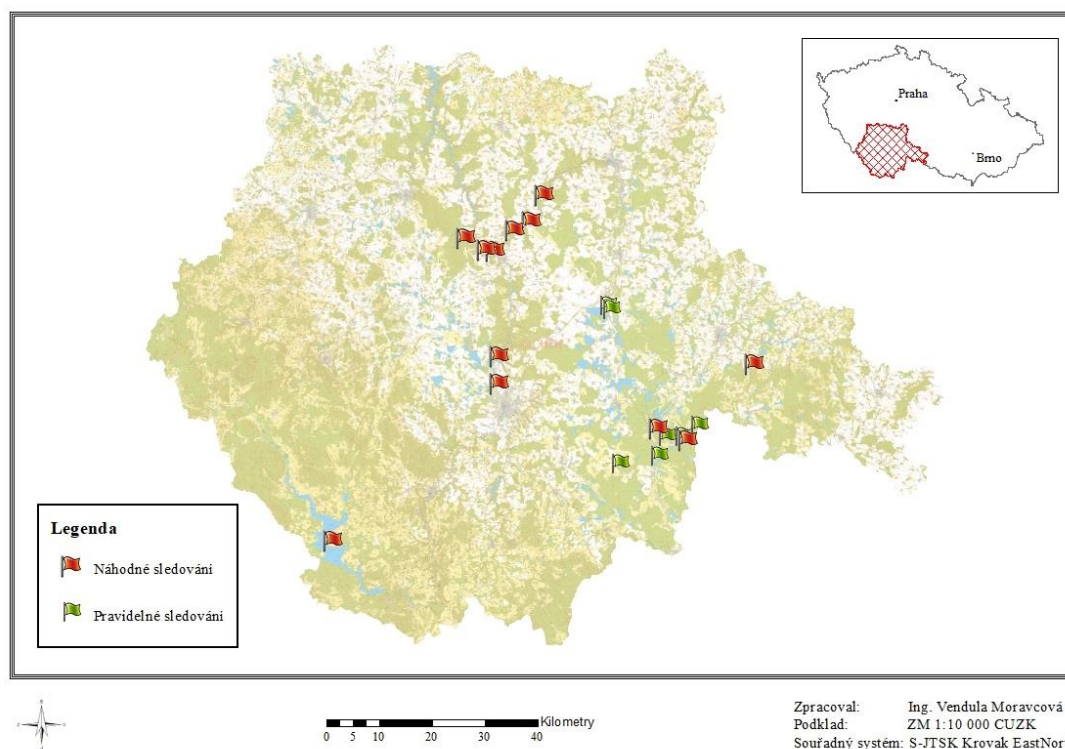 Praha
Brno
Legenda
Náhodné sledování
Pravidelné sledování
0 5 10 20 30 40 Kilometry
Zpracoval: Ing. Vendula Moravcová
Podklad: ZM 1:10 000 CUZK
Souřadný systém: S-JTSK Krovak EastNor